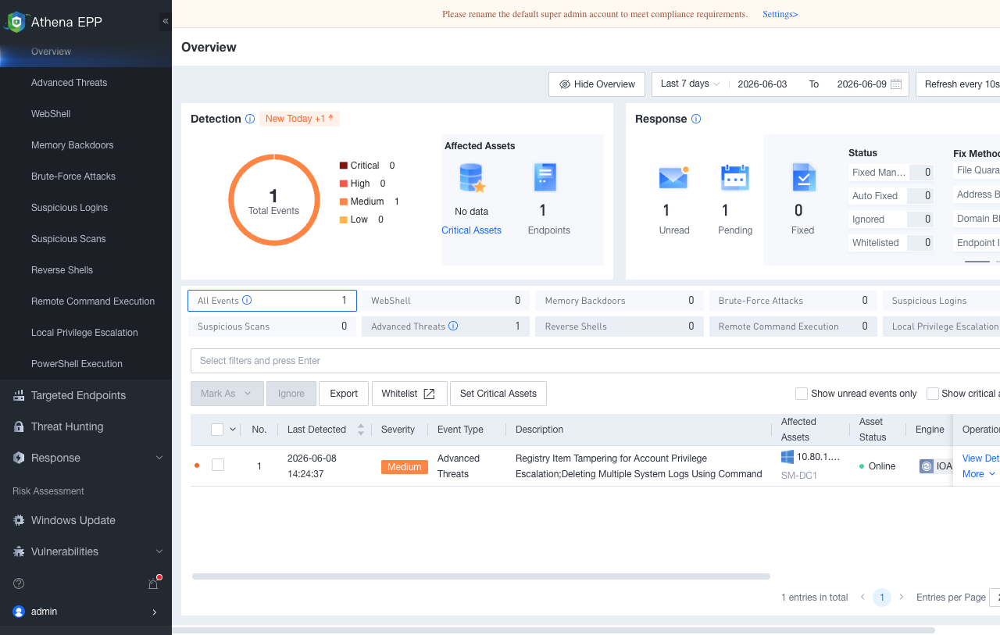 Athena EPP
«
Please rename the default super admin account to meet compliance requirements. Settings>
Overview
Advanced Threats
WebShell
Memory Backdoors
Brute-Force Attacks
Suspicious Logins
Suspicious Scans
Reverse Shells
Remote Command Execution
Local Privilege Escalation
PowerShell Execution
Targeted Endpoints
Threat Hunting
Response
Risk Assessment
Windows Update
Vulnerabilities
admin
Overview
Hide Overview
Last 7 days 2026-06-03 To 2026-06-09
Refresh every 10s
Detection New Today +1
1
Total Events
Critical 0
High 0
Medium 1
Low 0
Affected Assets
No data
Critical Assets
1
Endpoints
Response
1
Unread
1
Pending
0
Fixed
Status
Fixed Man... 0
Auto Fixed 0
Ignored 0
Whitelisted 0
Fix Method
File Quara
Address B
Domain Bl
Endpoint I
All Events 1
WebShell 0
Memory Backdoors 0
Brute-Force Attacks 0
Suspicious Logins
Suspicious Scans 0
Advanced Threats 1
Reverse Shells 0
Remote Command Execution 0
Local Privilege Escalation
Select filters and press Enter
Mark As
Ignore
Export
Whitelist
Set Critical Assets
Show unread events only
Show critical a
No. Last Detected Severity Event Type Description Affected Assets Asset Status Engine Operation
1 2026-06-08 14:24:37 Medium Advanced Threats
Registry Item Tampering for Account Privilege
Escalation;Deleting Multiple System Logs Using Command
10.80.1....
SM-DC1
Online
IOA
View Det
More
1 entries in total
1
Entries per Page